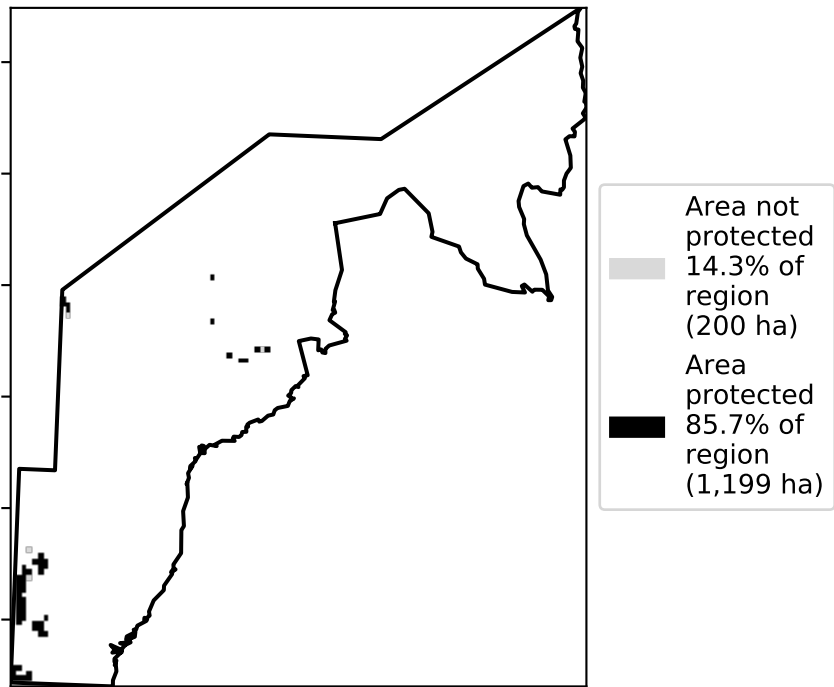 Area not
protected
14.3% of
region
(200 ha)
Area
protected
85.7% of
region
(1,199 ha)